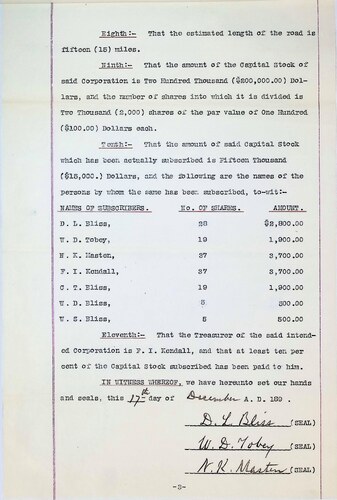 Eighth:- That the estimated length of the road is
fifteen (15) miles.
Ninth:- That the amount of the Capital Stock of
said Corporation is Two Hundred Thousand ($200,000.00) Dol-
lars, and the number of shares into which it is divided is
Two Thousand (2,000) shares of the par value of One Hundred
($100.00) Dollars each.
Tenth:- That the amount of said Capital Stock
which has been actually subscribed is Fifteen Thousand
($15,000.) Dollars, and the following are the names of the
persons by whom the same has been subscribed, to-wit:-
NAMES OF SUBSCRIBERS. No. OF SHARES. AMOUNT.
D. L. Bliss, 28 $2,800.00
W. D. Tobey, 19 1,900.00
N. K. Masten, 37 3,700.00
F. I. Kendall, 37 3,700.00
C. T. Bliss, 19 1,900.00
W. D. Bliss, 5 500.00
W. S. Bliss, 5 500.00
Eleventh:- That the Treasurer of the said intend-
ed Corporation is F. I. Kendall, and that at least ten per
cent of the Capital Stock subscribed has been paid to him.
IN WITNESS WHEREOF, we have hereunto set our hands
and seals, this 17th day of December A. D. 189 .
D. L. Bliss (SEAL)
W. D. Tobey (SEAL)
N. K. Masten (SEAL)